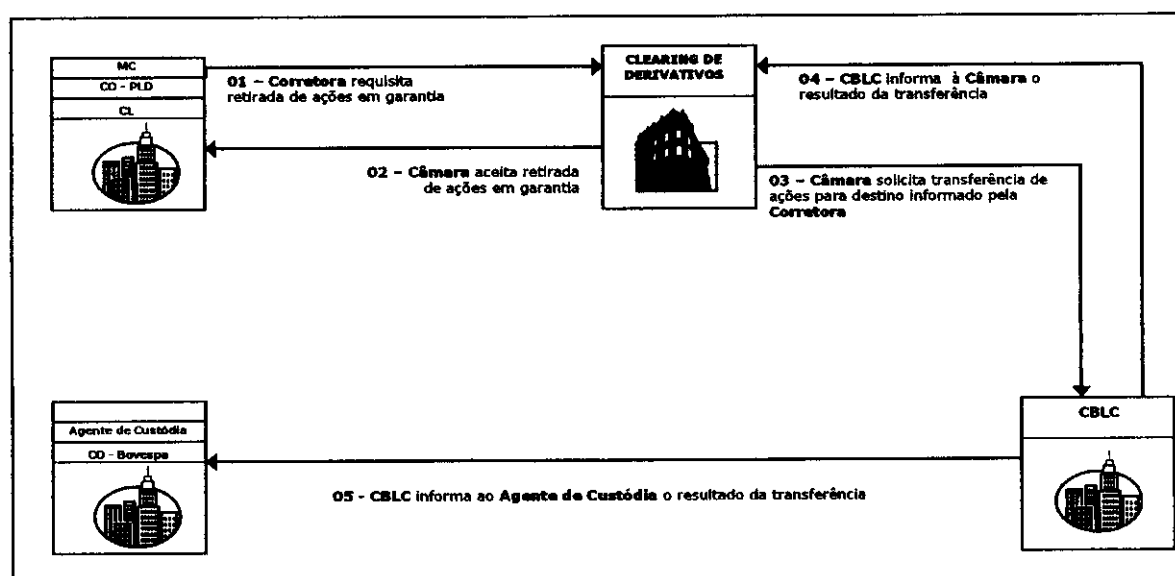 MC
CO - PLD
CL
01 – Corretora requisita
retirada de ações em garantia
CLEARING DE
DERIVATIVOS
04 – CBLC informa à Câmara o
resultado da transferência
02 – Câmara aceita retirada
de ações em garantia
03 – Câmara solicita transferência de
ações para destino informado pela
Corretora
Agente de Custódia
CO - Bovespa
CBLC
05 - CBLC informa ao Agente de Custódia o resultado da transferência